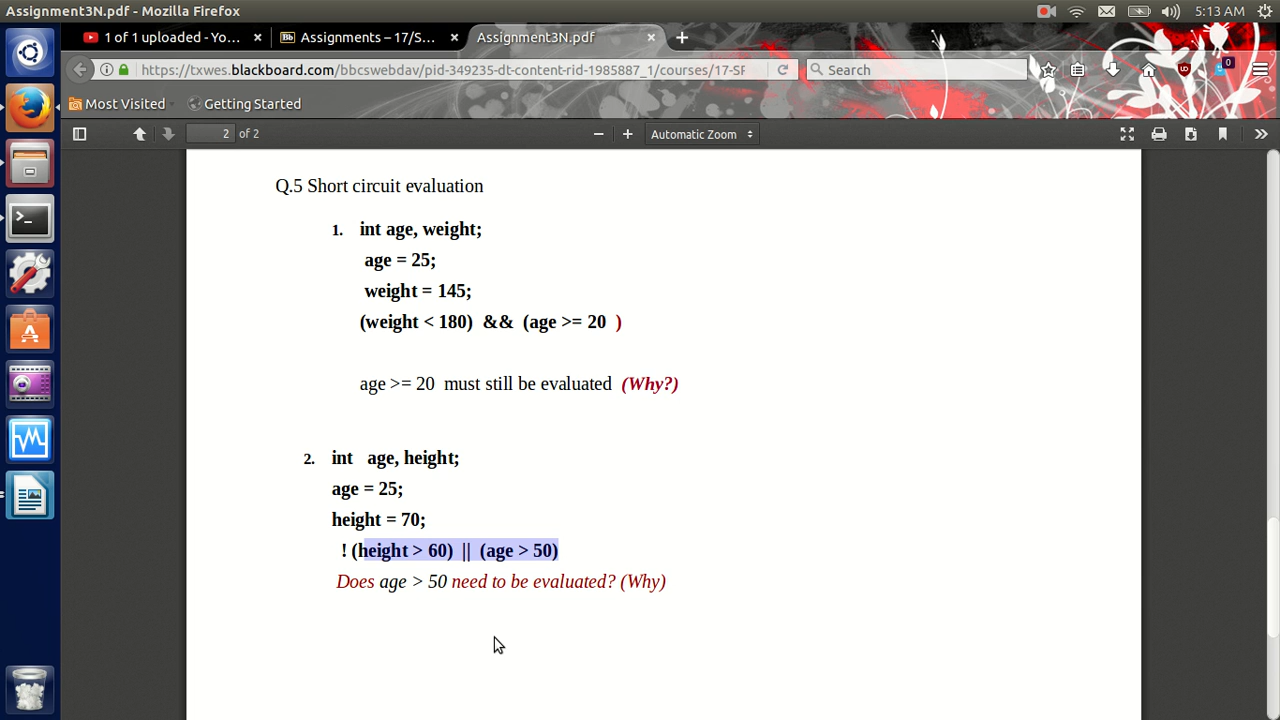 Assignment3N.pdf - Mozilla Firefox
5:13 AM
1 of 1 uploaded - Yo...
Assignments – 17/S...
Assignment3N.pdf
https://txwes.blackboard.com/bbcswebdav/pid-349235-dt-content-rid-1985887_1/courses/17-SP
Search
0
Most Visited
Getting Started
2 of 2
Automatic Zoom
Q.5 Short circuit evaluation
1. int age, weight;
age = 25;
weight = 145;
(weight < 180) && (age >= 20 )
age >= 20 must still be evaluated (Why?)
2. int age, height;
age = 25;
height = 70;
! (height > 60) || (age > 50)
Does age > 50 need to be evaluated? (Why)